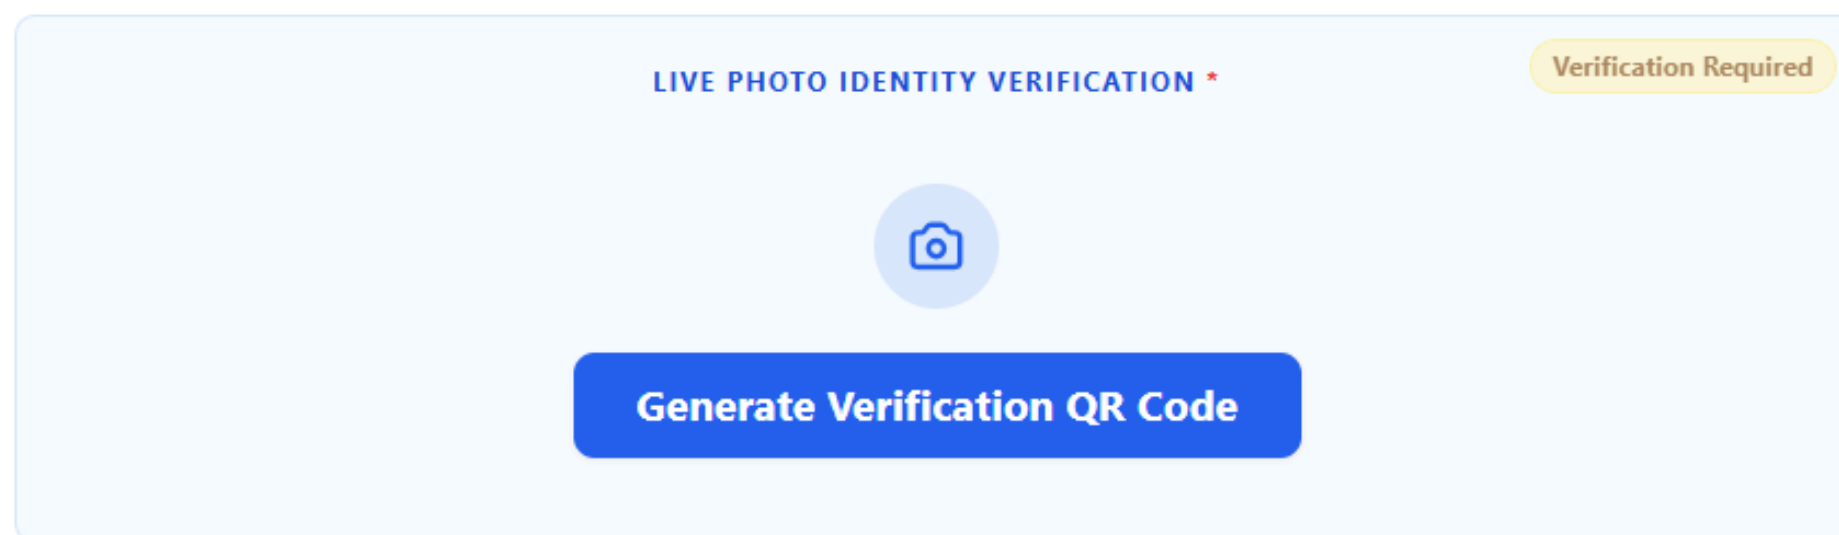 LIVE PHOTO IDENTITY VERIFICATION *
Verification Required
Generate Verification QR Code